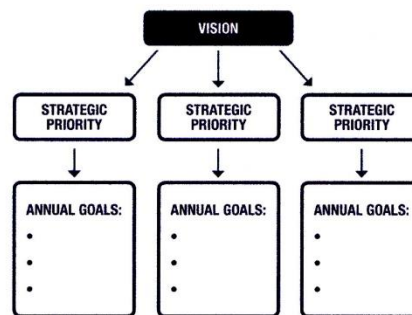 VISION
STRATEGIC
PRIORITY
STRATEGIC
PRIORITY
STRATEGIC
PRIORITY
ANNUAL GOALS:
•
•
•
ANNUAL GOALS:
•
•
•
ANNUAL GOALS:
•
•
•